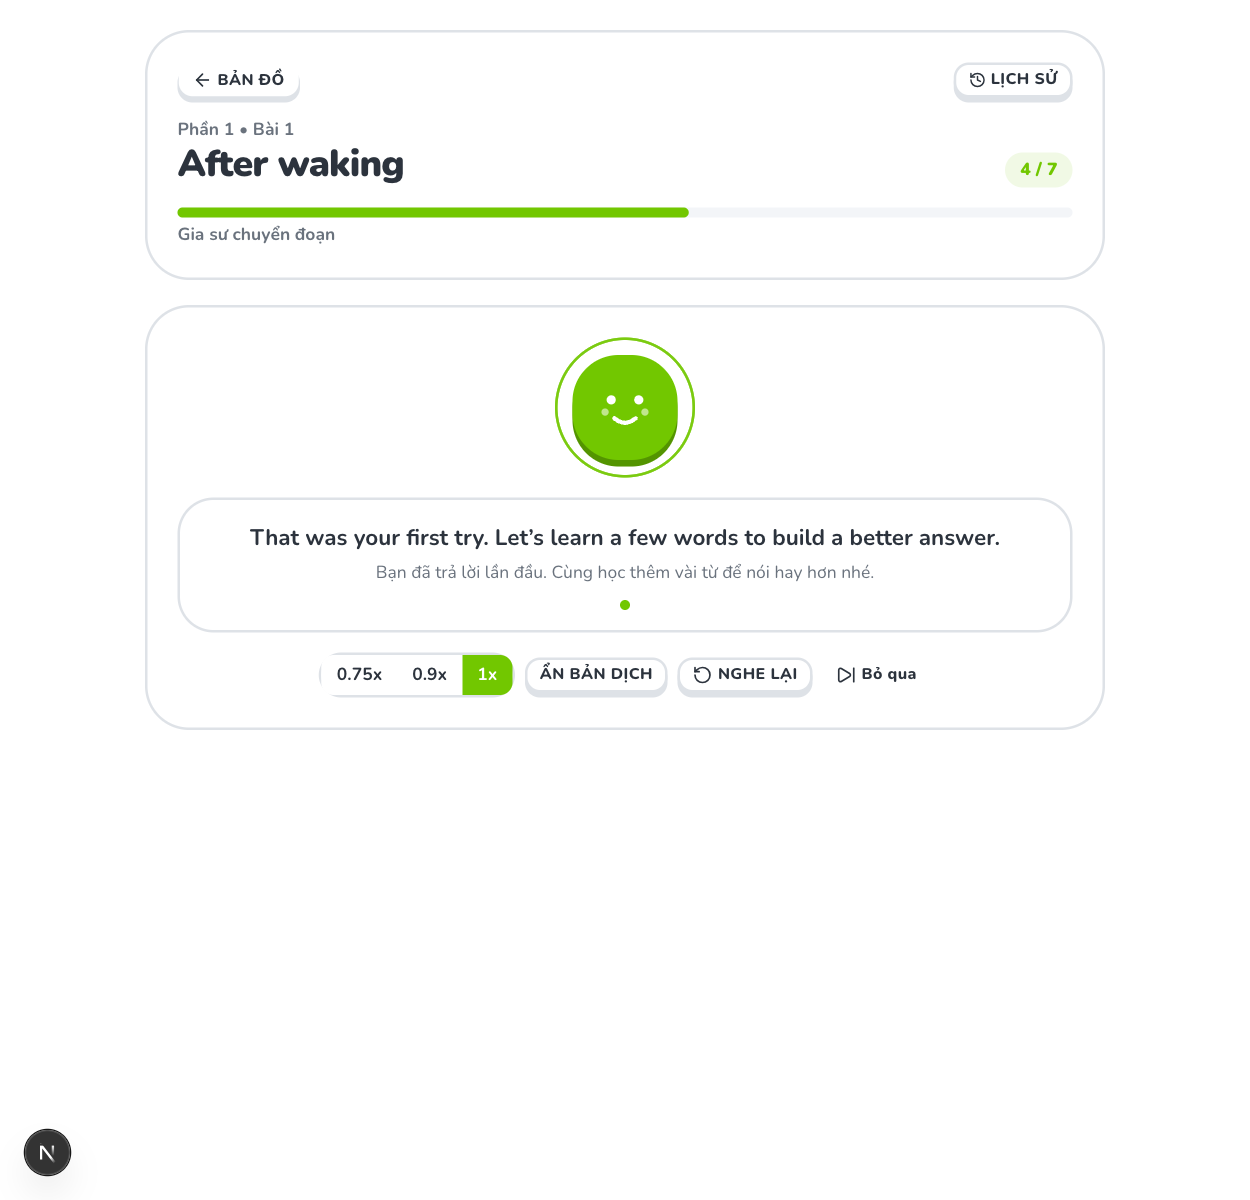 BẢN ĐỒ
LỊCH SỬ
Phần 1 • Bài 1
After waking
4 / 7
Gia sư chuyển đoạn
That was your first try. Let’s learn a few words to build a better answer.
Bạn đã trả lời lần đầu. Cùng học thêm vài từ để nói hay hơn nhé.
0.75x 0.9x 1x ẨN BẢN DỊCH NGHE LẠI Bỏ qua
N